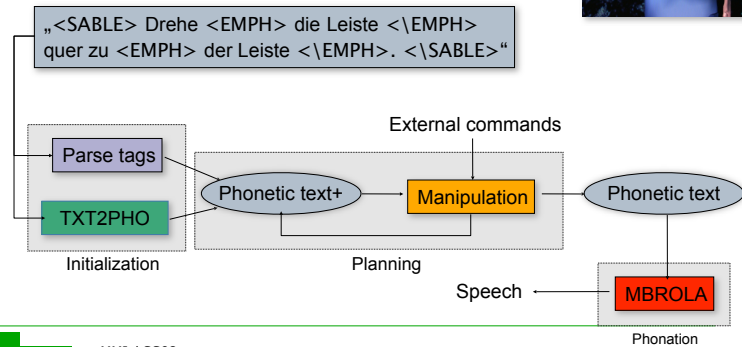 „<SABLE> Drehe <EMPH> die Leiste <\EMPH>
quer zu <EMPH> der Leiste <\EMPH>. <\SABLE>“
External commands
Parse tags
Phonetic text+
Manipulation
Phonetic text
TXT2PHO
Initialization
Planning
Speech
MBROLA
Phonation